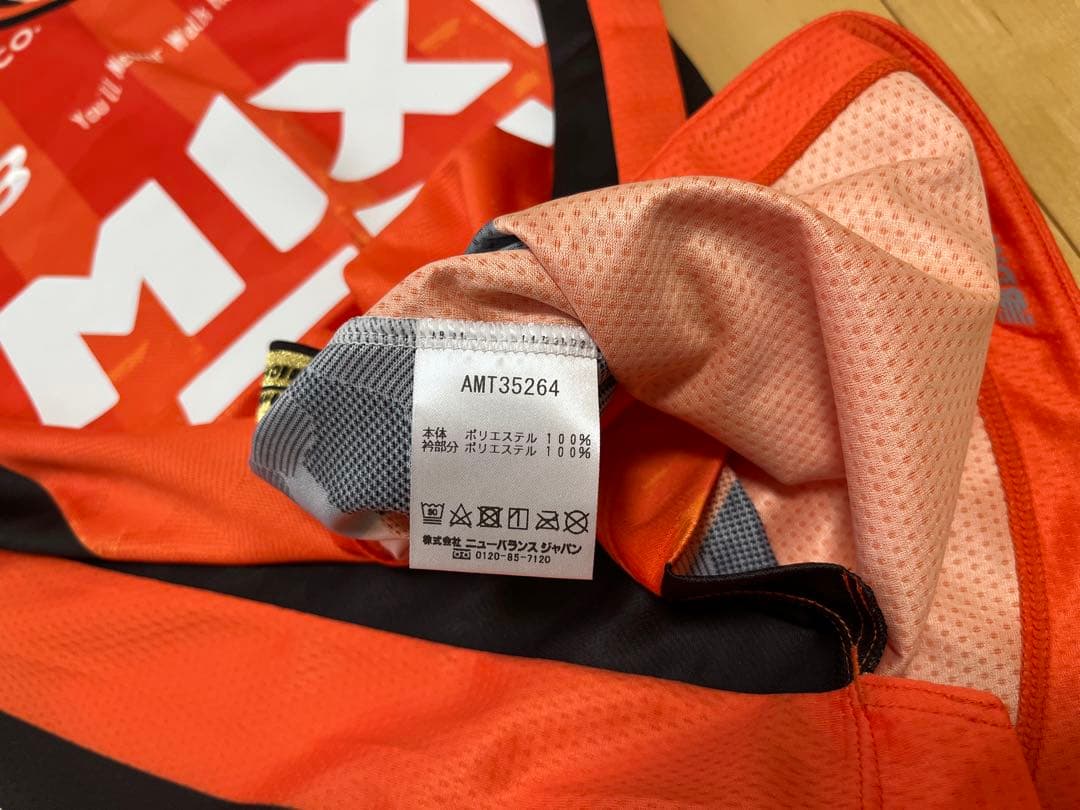 CO.
You'll Never Walk
MIX
AMT35264
本体 ポリエステル 100%
衿部分 ポリエステル 100%
株式会社 ニューバランス ジャパン
0120-85-7120